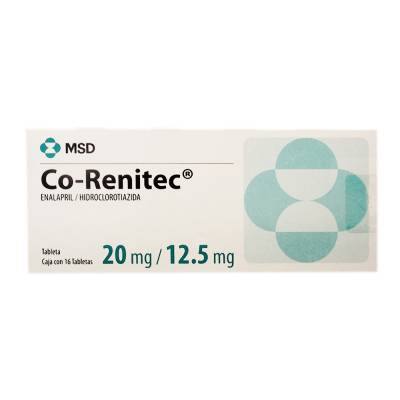 MSD
Co-Renitec®
ENALAPRIL / HIDROCLOROTIAZIDA
Tableta
Caja con 16 Tabletas
20 mg / 12.5 mg